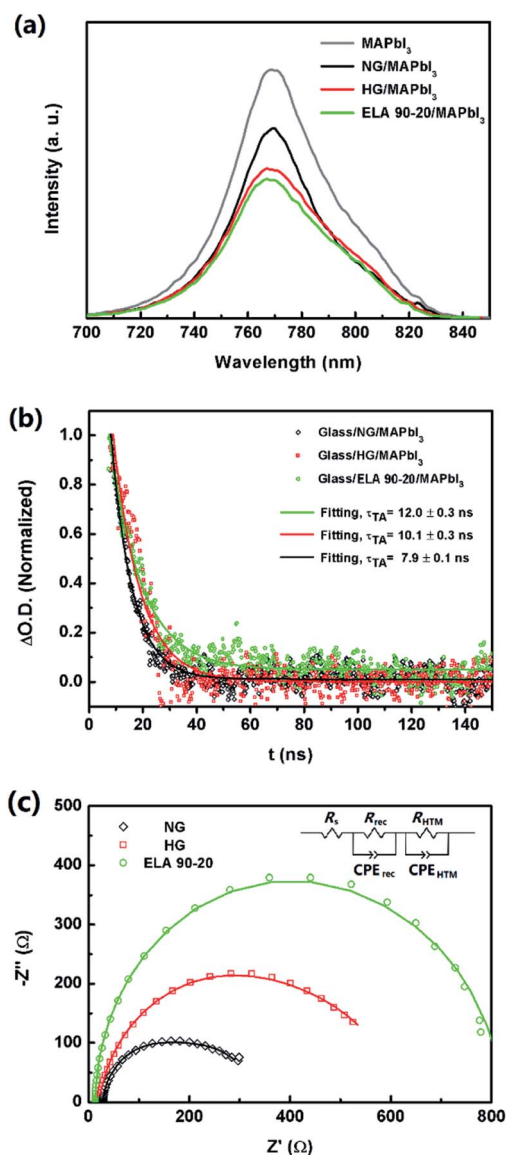 (a)
MAPbI₃
NG/MAPbI₃
HG/MAPbI₃
ELA 90-20/MAPbI₃
Intensity (a. u.)
700 720 740 760 780 800 820 840
Wavelength (nm)
(b)
Glass/NG/MAPbI₃
Glass/HG/MAPbI₃
Glass/ELA 90-20/MAPbI₃
Fitting, τTA= 12.0 ± 0.3 ns
Fitting, τTA= 10.1 ± 0.3 ns
Fitting, τTA= 7.9 ± 0.1 ns
ΔO.D. (Normalized)
1.0
0.8
0.6
0.4
0.2
0.0
0 20 40 60 80 100 120 140
t (ns)
(c)
NG
HG
ELA 90-20
Rs Rrec RHTM
CPErec CPEHTM
-Z'' (Ω)
500
400
300
200
100
0
0 100 200 300 400 500 600 700 800
Z' (Ω)